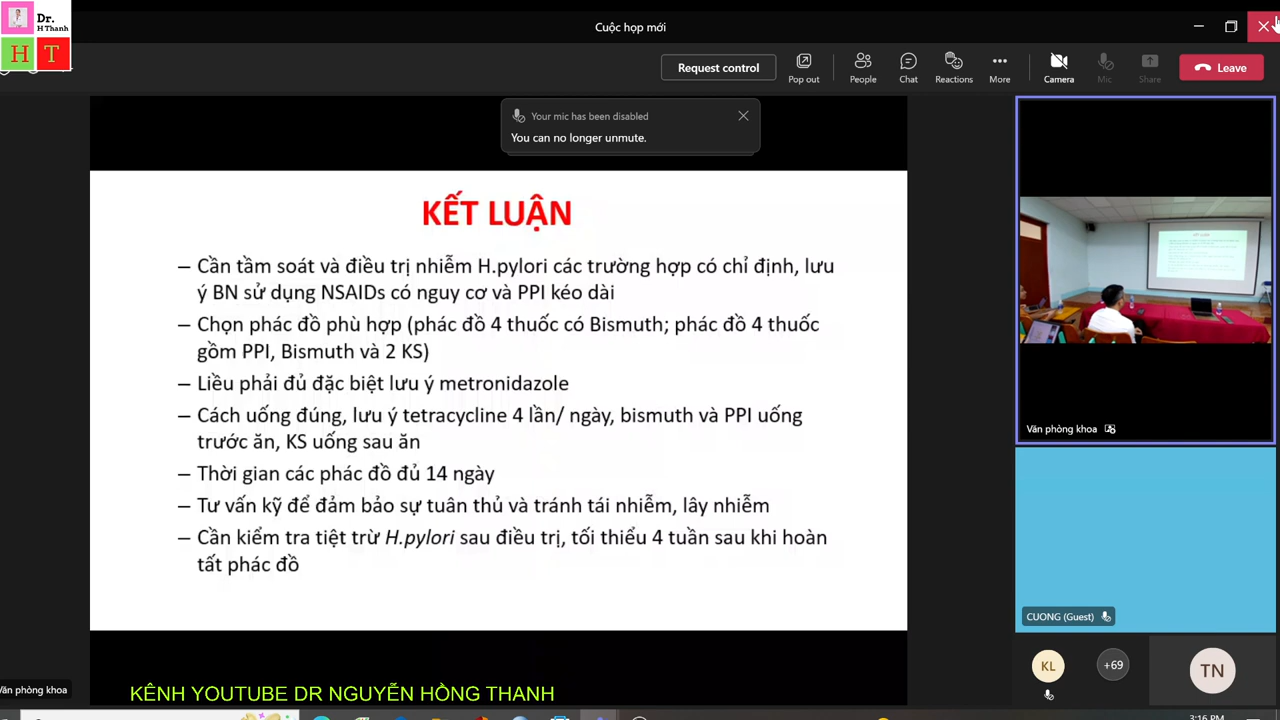 Dr.
H Thanh
H T
Cuộc họp mới
Request control
Pop out
People
Chat
Reactions
More
Camera
Mic
Share
Leave
Your mic has been disabled
You can no longer unmute.
KẾT LUẬN
– Cần tầm soát và điều trị nhiễm H.pylori các trường hợp có chỉ định, lưu
ý BN sử dụng NSAIDs có nguy cơ và PPI kéo dài
– Chọn phác đồ phù hợp (phác đồ 4 thuốc có Bismuth; phác đồ 4 thuốc
gồm PPI, Bismuth và 2 KS)
– Liều phải đủ đặc biệt lưu ý metronidazole
– Cách uống đúng, lưu ý tetracycline 4 lần/ ngày, bismuth và PPI uống
trước ăn, KS uống sau ăn
– Thời gian các phác đồ đủ 14 ngày
– Tư vấn kỹ để đảm bảo sự tuân thủ và tránh tái nhiễm, lây nhiễm
– Cần kiểm tra tiệt trừ H.pylori sau điều trị, tối thiểu 4 tuần sau khi hoàn
tất phác đồ
Văn phòng khoa
CUONG (Guest)
KL
+69
TN
Văn phòng khoa
KÊNH YOUTUBE DR NGUYỄN HỒNG THANH
3:16 PM